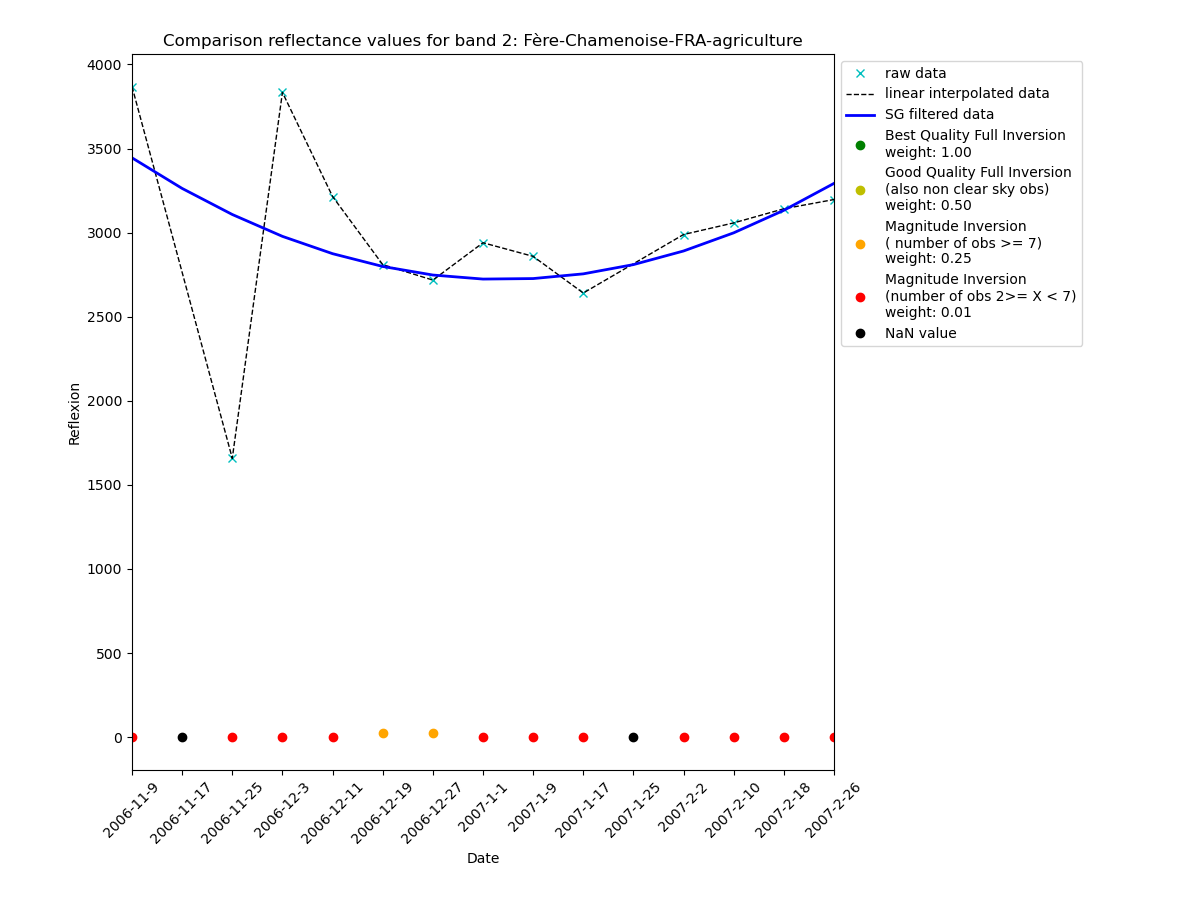 Comparison reflectance values for band 2: Fère-Chamenoise-FRA-agriculture
4000
3500
3000
2500
2000
1500
1000
500
0
Reflexion
2006-11-9
2006-11-17
2006-11-25
2006-12-3
2006-12-11
2006-12-19
2006-12-27
2007-1-1
2007-1-9
2007-1-17
2007-1-25
2007-2-2
2007-2-10
2007-2-18
2007-2-26
Date
raw data
linear interpolated data
SG filtered data
Best Quality Full Inversion
weight: 1.00
Good Quality Full Inversion
(also non clear sky obs)
weight: 0.50
Magnitude Inversion
( number of obs >= 7)
weight: 0.25
Magnitude Inversion
(number of obs 2>= X < 7)
weight: 0.01
NaN value